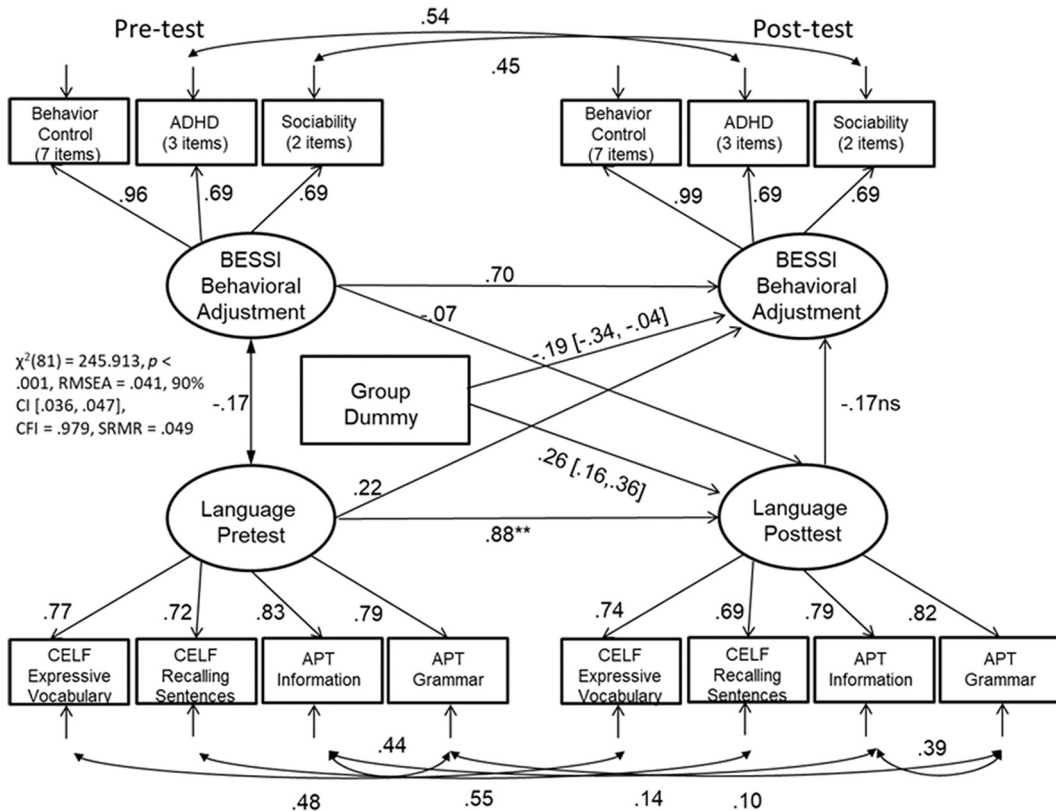 .54
Pre-test
Post-test
.45
Behavior
Control
(7 items)
ADHD
(3 items)
Sociability
(2 items)
Behavior
Control
(7 items)
ADHD
(3 items)
Sociability
(2 items)
.96
.69
.69
.99
.69
.69
BESSI
Behavioral
Adjustment
BESSI
Behavioral
Adjustment
.70
-.07
-.19 [-.34, -.04]
χ²(81) = 245.913, p <
.001, RMSEA = .041, 90%
CI [.036, .047],
CFI = .979, SRMR = .049
-.17
Group
Dummy
-.17ns
.26 [.16,.36]
.22
Language
Pretest
Language
Posttest
.88**
.77
.72
.83
.79
.74
.69
.79
.82
CELF
Expressive
Vocabulary
CELF
Recalling
Sentences
APT
Information
APT
Grammar
CELF
Expressive
Vocabulary
CELF
Recalling
Sentences
APT
Information
APT
Grammar
.44
.39
.48
.55
.14
.10